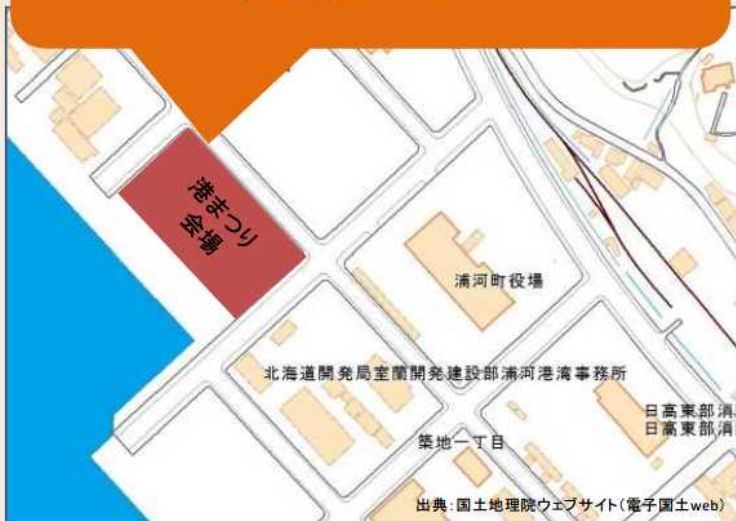 港まつり
会場
浦河町役場
北海道開発局室蘭開発建設部浦河港湾事務所
日高東部消
日高東部消
築地一丁目
出典:国土地理院ウェブサイト(電子国土web)